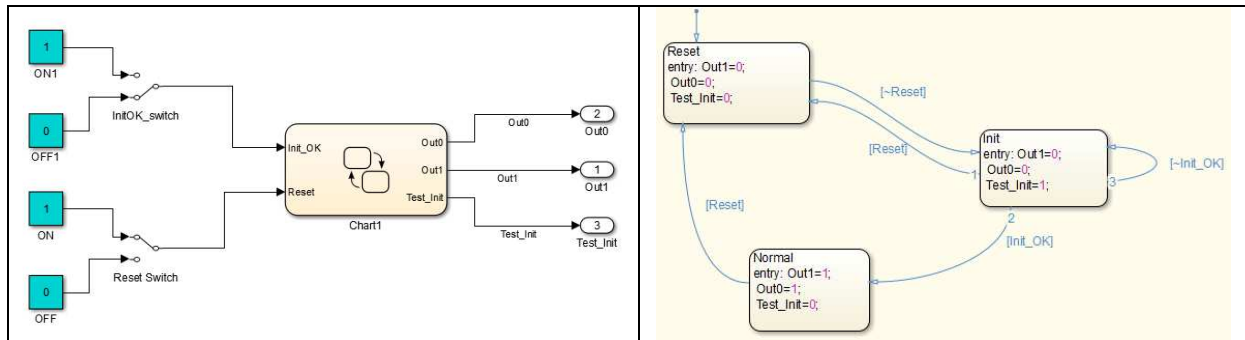 1
ON1
0
OFF1
InitOK_switch
1
ON
0
OFF
Reset Switch
Init_OK
Reset
Out0
Out1
Test_Init
Chart1
Out0
2
Out0
Out1
1
Out1
Test_Init
3
Test_Init
Reset
entry: Out1=0;
Out0=0;
Test_Init=0;
[~Reset]
[Reset]
1
Init
entry: Out1=0;
Out0=0;
Test_Init=1;
3
[~Init_OK]
2
[Init_OK]
[Reset]
Normal
entry: Out1=1;
Out0=1;
Test_Init=0;